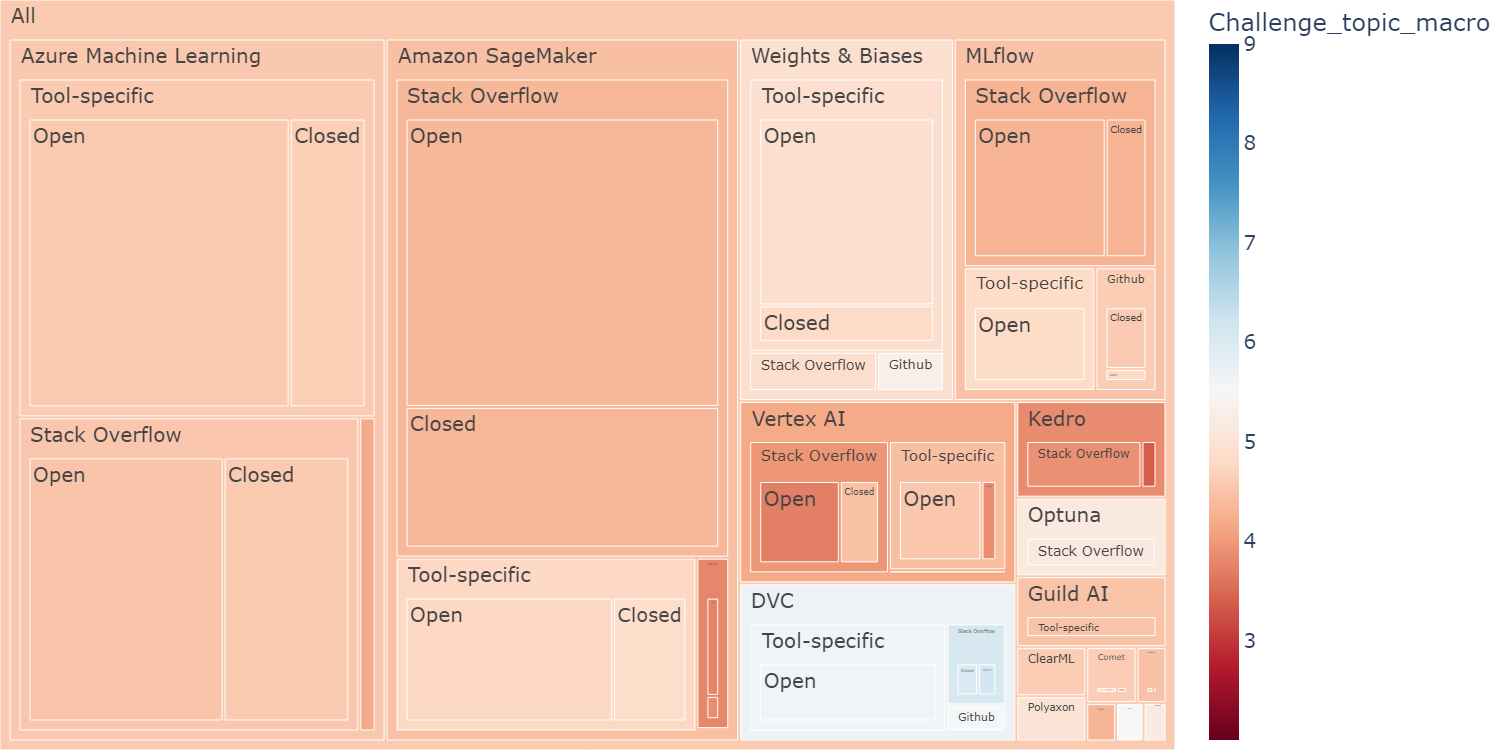 All
Azure Machine Learning
Tool-specific
Open
Closed
Stack Overflow
Open
Closed
Amazon SageMaker
Stack Overflow
Open
Closed
Tool-specific
Open
Closed
Weights & Biases
Tool-specific
Open
Closed
Stack Overflow
Github
MLflow
Stack Overflow
Open
Closed
Tool-specific
Open
Github
Closed
Vertex AI
Stack Overflow
Open
Closed
Tool-specific
Open
DVC
Tool-specific
Open
Stack Overflow
Closed
Github
Kedro
Stack Overflow
Optuna
Stack Overflow
Guild AI
Tool-specific
ClearML
Comet
Polyaxon
Challenge_topic_macro
9
8
7
6
5
4
3